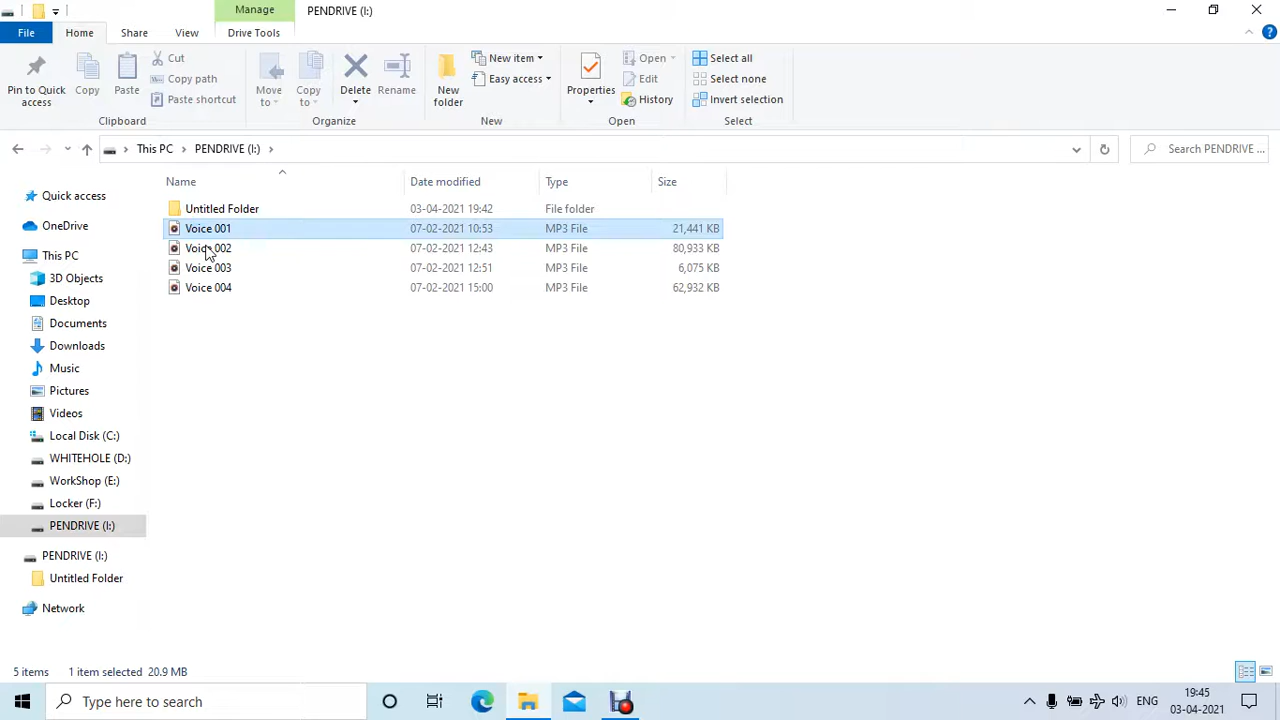 Manage
PENDRIVE (I:)
File
Home
Share
View
Drive Tools
Pin to Quick access
Copy
Paste
Cut
Copy path
Paste shortcut
Clipboard
Move to
Copy to
Delete
Rename
Organize
New folder
New item
Easy access
New
Properties
Open
Edit
History
Open
Select all
Select none
Invert selection
Select
This PC
PENDRIVE (I:)
Search PENDRIVE ...
Name
Date modified
Type
Size
Untitled Folder 03-04-2021 19:42 File folder
Voice 001 07-02-2021 10:53 MP3 File 21,441 KB
Voice 002 07-02-2021 12:43 MP3 File 80,933 KB
Voice 003 07-02-2021 12:51 MP3 File 6,075 KB
Voice 004 07-02-2021 15:00 MP3 File 62,932 KB
Quick access
OneDrive
This PC
3D Objects
Desktop
Documents
Downloads
Music
Pictures
Videos
Local Disk (C:)
WHITEHOLE (D:)
WorkShop (E:)
Locker (F:)
PENDRIVE (I:)
PENDRIVE (I:)
Untitled Folder
Network
5 items
1 item selected 20.9 MB
Type here to search
ENG
19:45
03-04-2021